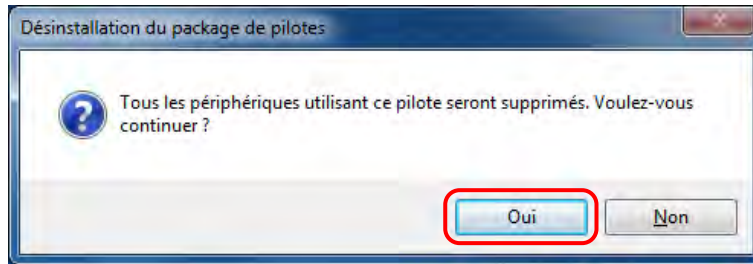 Désinstallation du package de pilotes
Tous les périphériques utilisant ce pilote seront supprimés. Voulez-vous
continuer ?
Oui
Non